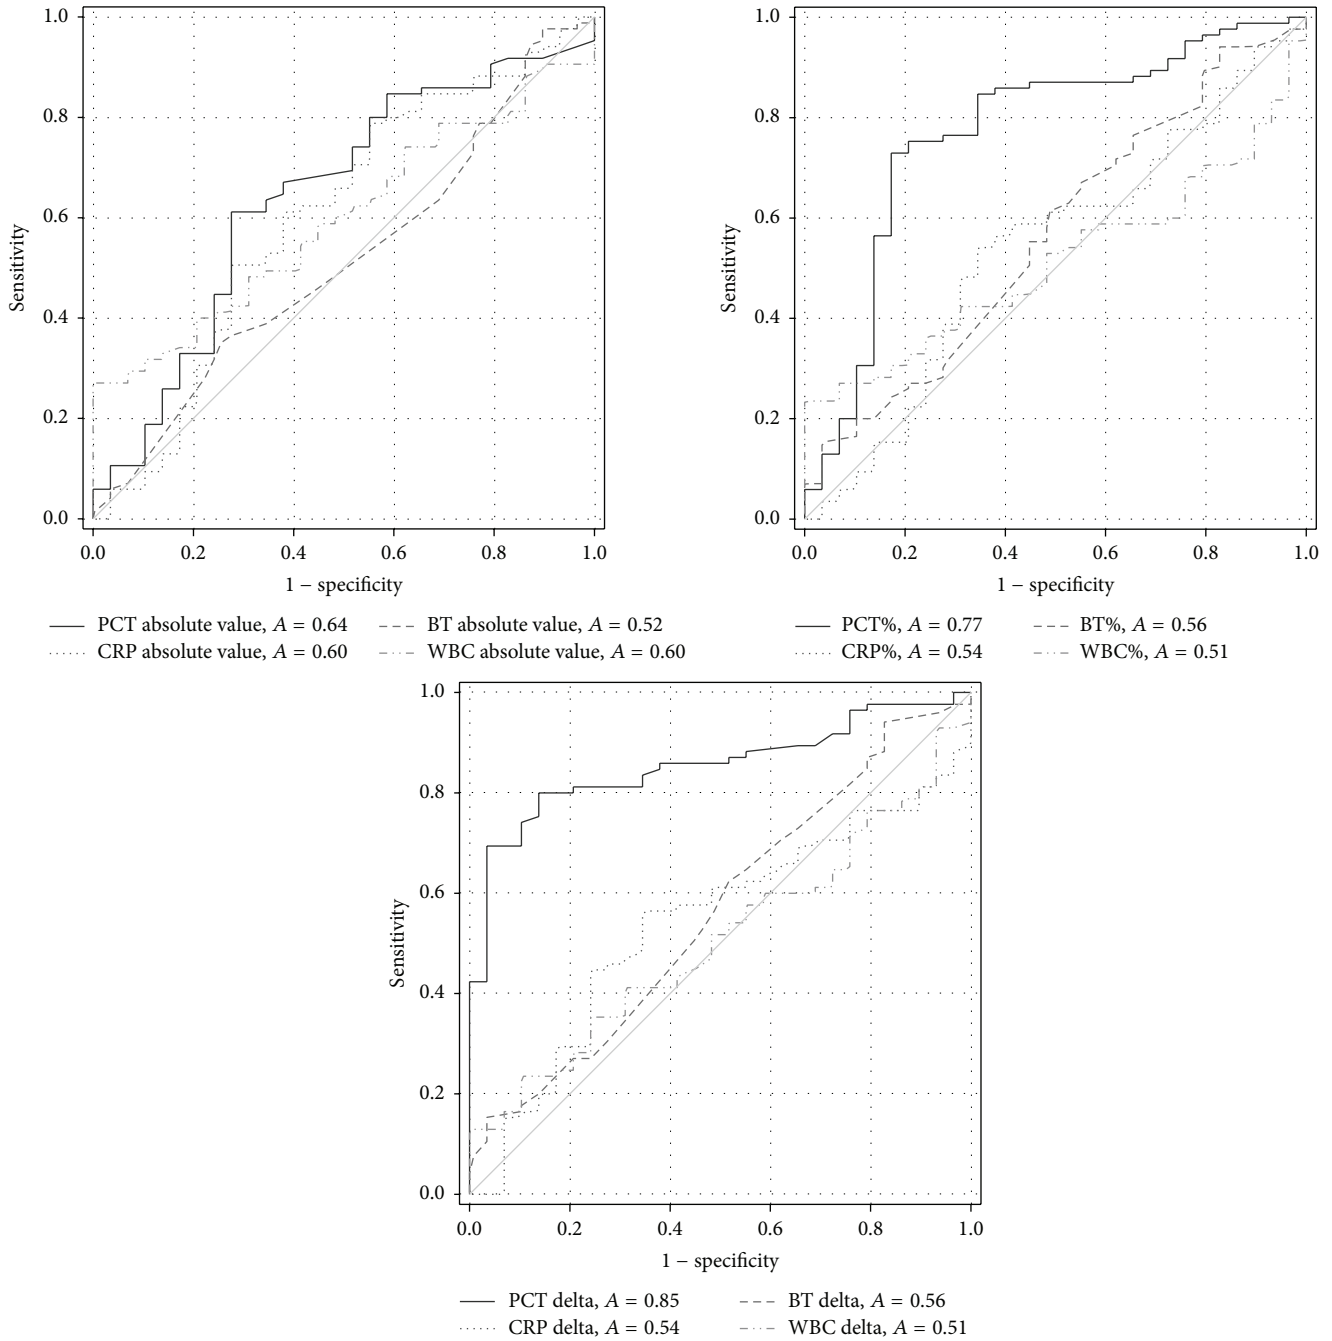 1.0
0.8
0.6
0.4
0.2
0.0
Sensitivity
0.0 0.2 0.4 0.6 0.8 1.0
1 − specificity
PCT absolute value, A = 0.64
BT absolute value, A = 0.52
CRP absolute value, A = 0.60
WBC absolute value, A = 0.60
1.0
0.8
0.6
0.4
0.2
0.0
Sensitivity
0.0 0.2 0.4 0.6 0.8 1.0
1 − specificity
PCT%, A = 0.77
BT%, A = 0.56
CRP%, A = 0.54
WBC%, A = 0.51
1.0
0.8
0.6
0.4
0.2
0.0
Sensitivity
0.0 0.2 0.4 0.6 0.8 1.0
1 − specificity
PCT delta, A = 0.85
BT delta, A = 0.56
CRP delta, A = 0.54
WBC delta, A = 0.51